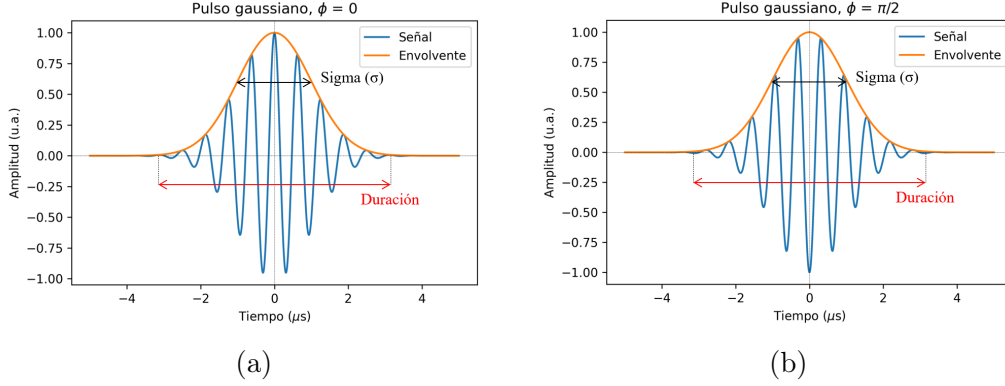 Pulso gaussiano, ϕ = 0
Señal
Envolvente
Sigma (σ)
Duración
Amplitud (u.a.)
1.00
0.75
0.50
0.25
0.00
−0.25
−0.50
−0.75
−1.00
−4
−2
0
2
4
Tiempo (μs)
(a)
Pulso gaussiano, ϕ = π/2
Señal
Envolvente
Sigma (σ)
Duración
Amplitud (u.a.)
1.00
0.75
0.50
0.25
0.00
−0.25
−0.50
−0.75
−1.00
−4
−2
0
2
4
Tiempo (μs)
(b)